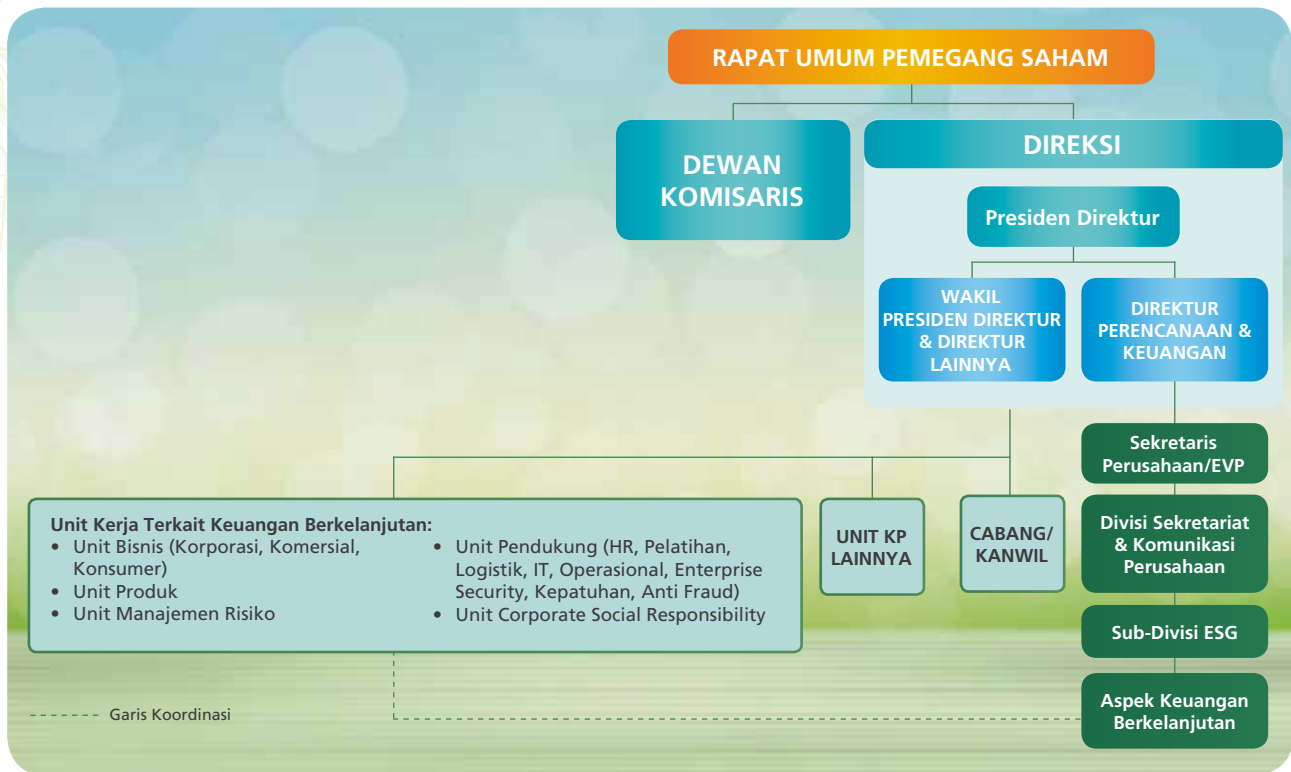 RAPAT UMUM PEMEGANG SAHAM
DEWAN
KOMISARIS
DIREKSI
Presiden Direktur
WAKIL
PRESIDEN DIREKTUR
& DIREKTUR
LAINNYA
DIREKTUR
PERENCANAAN &
KEUANGAN
Sekretaris
Perusahaan/EVP
Unit Kerja Terkait Keuangan Berkelanjutan:
• Unit Bisnis (Korporasi, Komersial,
Konsumer)
• Unit Produk
• Unit Manajemen Risiko
• Unit Pendukung (HR, Pelatihan,
Logistik, IT, Operasional, Enterprise
Security, Kepatuhan, Anti Fraud)
• Unit Corporate Social Responsibility
UNIT KP
LAINNYA
CABANG/
KANWIL
Divisi Sekretariat
& Komunikasi
Perusahaan
Sub-Divisi ESG
Aspek Keuangan
Berkelanjutan
------ Garis Koordinasi